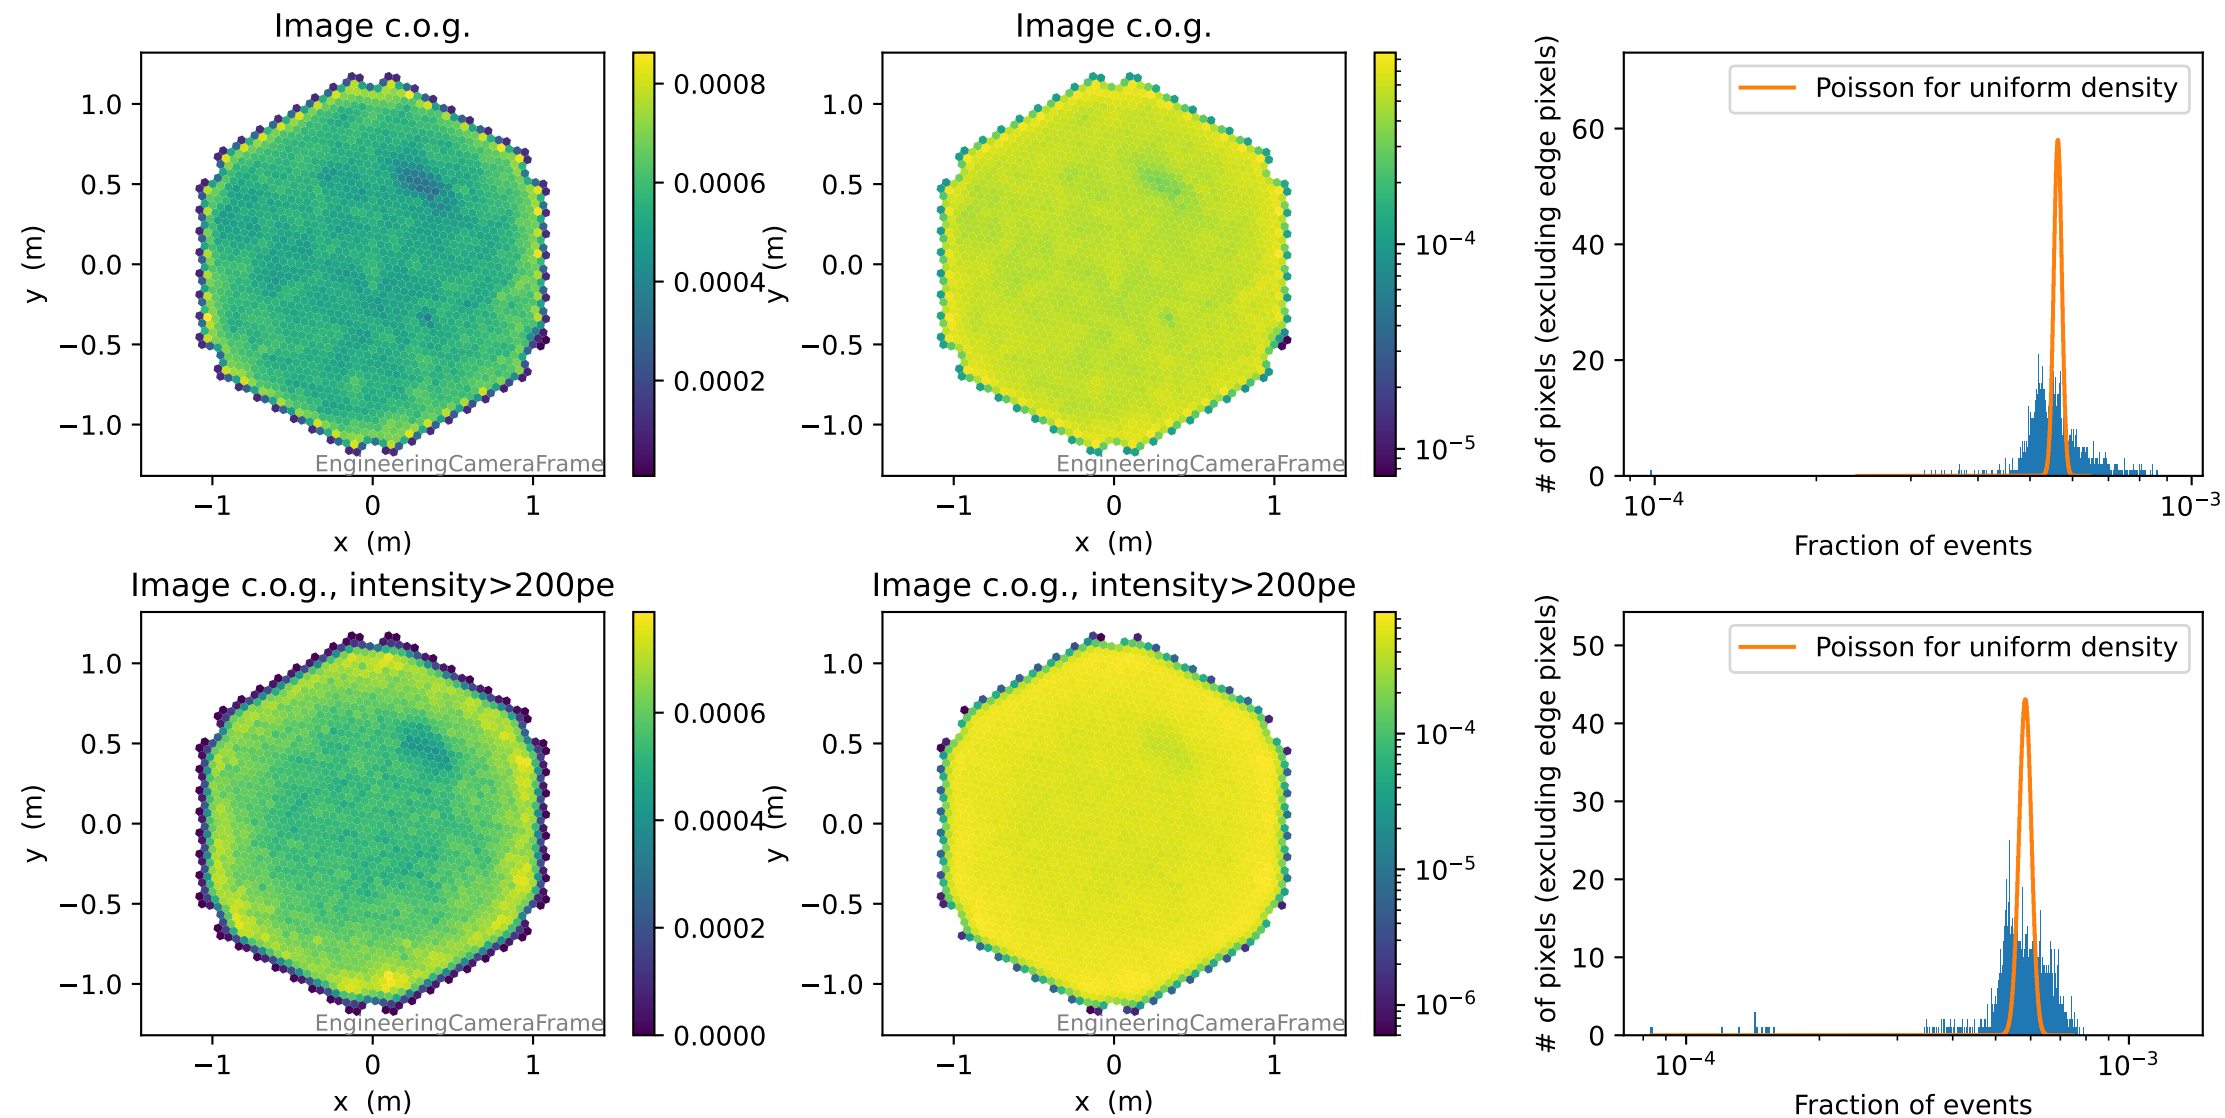 Image c.o.g.
y (m)
1.0
0.5
0.0
−0.5
−1.0
EngineeringCameraFrame
−1
0
1
x (m)
0.0008
0.0006
0.0004
0.0002
Image c.o.g.
y (m)
1.0
0.5
0.0
−0.5
−1.0
EngineeringCameraFrame
−1
0
1
x (m)
10⁻⁴
10⁻⁵
# of pixels (excluding edge pixels)
60
40
20
0
Poisson for uniform density
10⁻⁴
10⁻³
Fraction of events
Image c.o.g., intensity>200pe
y (m)
1.0
0.5
0.0
−0.5
−1.0
EngineeringCameraFrame
−1
0
1
x (m)
0.0006
0.0004
0.0002
0.0000
Image c.o.g., intensity>200pe
y (m)
1.0
0.5
0.0
−0.5
−1.0
EngineeringCameraFrame
−1
0
1
x (m)
10⁻⁴
10⁻⁵
10⁻⁶
# of pixels (excluding edge pixels)
50
40
30
20
10
0
Poisson for uniform density
10⁻⁴
10⁻³
Fraction of events